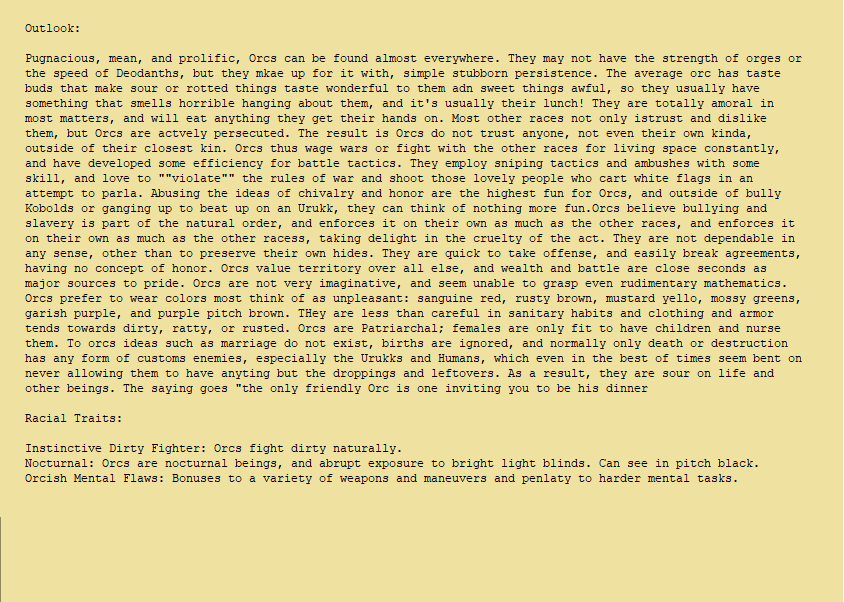 Outlook:
Pugnacious, mean, and prolific, Orcs can be found almost everywhere. They may not have the strength of orges or
the speed of Deodanths, but they mkae up for it with, simple stubborn persistence. The average orc has taste
buds that make sour or rotted things taste wonderful to them adn sweet things awful, so they usually have
something that smells horrible hanging about them, and it's usually their lunch! They are totally amoral in
most matters, and will eat anything they get their hands on. Most other races not only istrust and dislike
them, but Orcs are actvely persecuted. The result is Orcs do not trust anyone, not even their own kinda,
outside of their closest kin. Orcs thus wage wars or fight with the other races for living space constantly,
and have developed some efficiency for battle tactics. They employ sniping tactics and ambushes with some
skill, and love to ""violate"" the rules of war and shoot those lovely people who cart white flags in an
attempt to parla. Abusing the ideas of chivalry and honor are the highest fun for Orcs, and outside of bully
Kobolds or ganging up to beat up on an Urukk, they can think of nothing more fun.Orcs believe bullying and
slavery is part of the natural order, and enforces it on their own as much as the other races, and enforces it
on their own as much as the other racess, taking delight in the cruelty of the act. They are not dependable in
any sense, other than to preserve their own hides. They are quick to take offense, and easily break agreements,
having no concept of honor. Orcs value territory over all else, and wealth and battle are close seconds as
major sources to pride. Orcs are not very imaginative, and seem unable to grasp even rudimentary mathematics.
Orcs prefer to wear colors most think of as unpleasant: sanguine red, rusty brown, mustard yello, mossy greens,
garish purple, and purple pitch brown. THey are less than careful in sanitary habits and clothing and armor
tends towards dirty, ratty, or rusted. Orcs are Patriarchal; females are only fit to have children and nurse
them. To orcs ideas such as marriage do not exist, births are ignored, and normally only death or destruction
has any form of customs enemies, especially the Urukks and Humans, which even in the best of times seem bent on
never allowing them to have anyting but the droppings and leftovers. As a result, they are sour on life and
other beings. The saying goes "the only friendly Orc is one inviting you to be his dinner
Racial Traits:
Instinctive Dirty Fighter: Orcs fight dirty naturally.
Nocturnal: Orcs are nocturnal beings, and abrupt exposure to bright light blinds. Can see in pitch black.
Orcish Mental Flaws: Bonuses to a variety of weapons and maneuvers and penlaty to harder mental tasks.